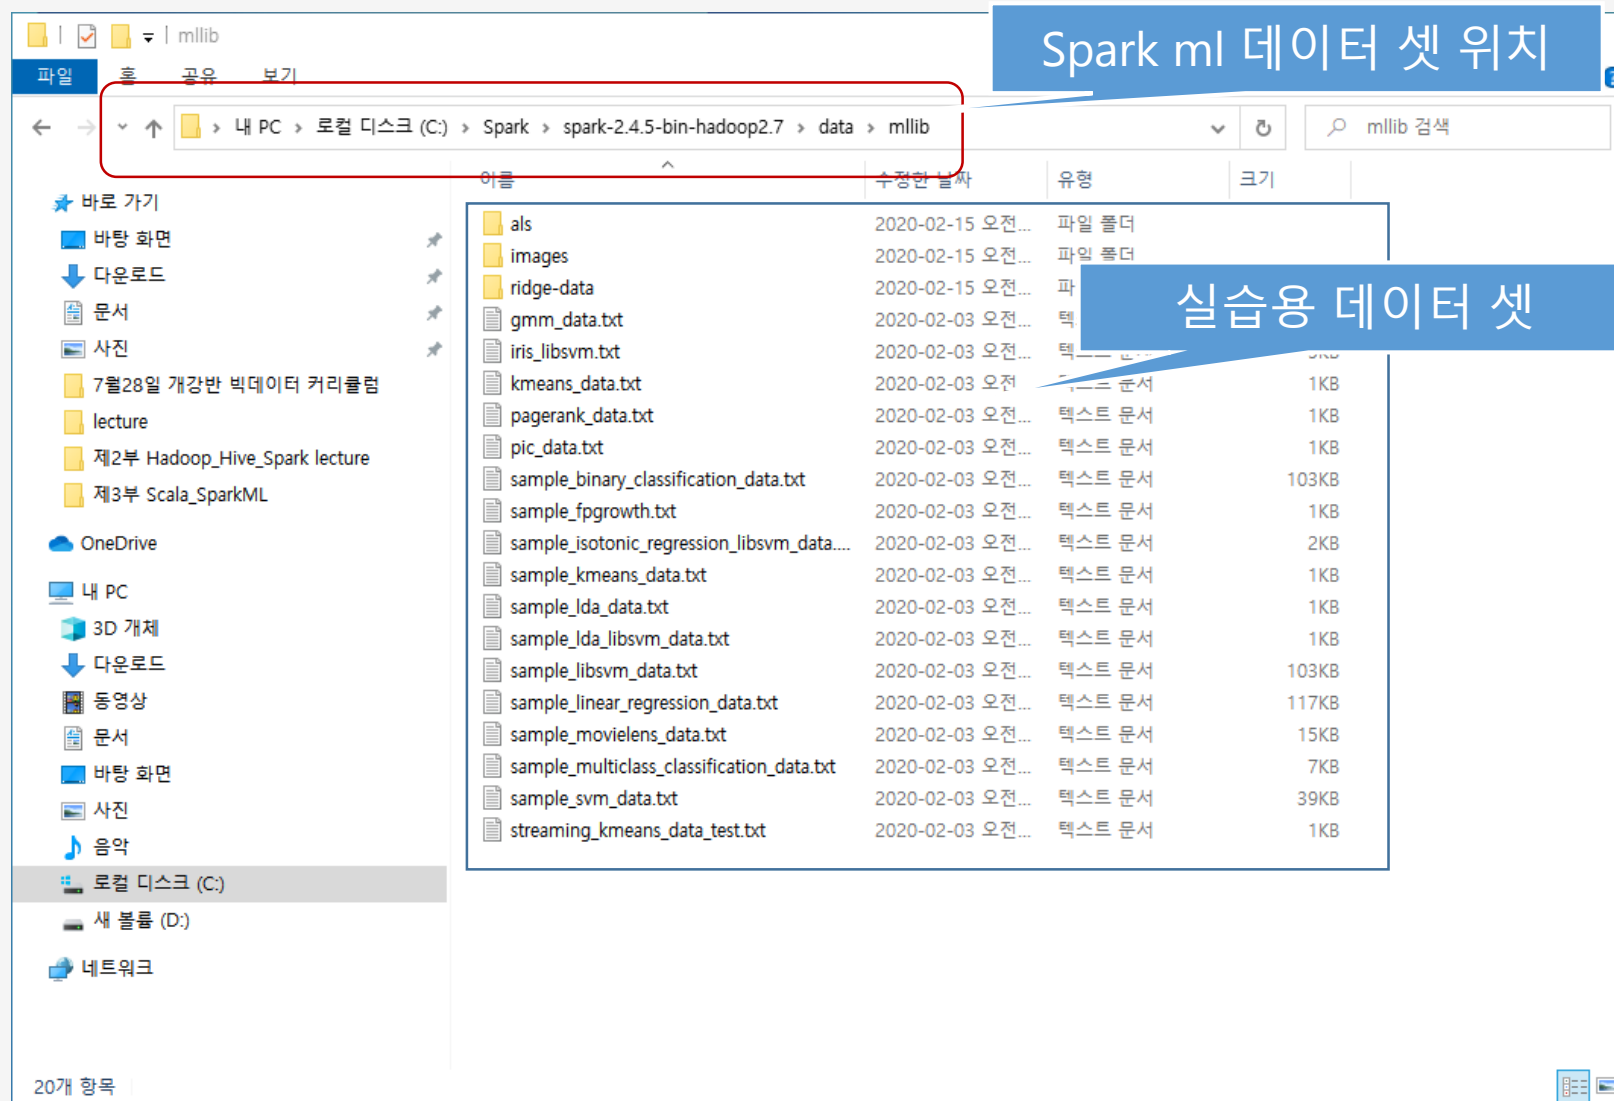 mllib
Spark ml 데이터 셋 위치
파일 홈 공유 보기
내 PC › 로컬 디스크 (C:) › Spark › spark-2.4.5-bin-hadoop2.7 › data › mllib
mllib 검색
이름 수정한 날짜 유형 크기
바로 가기
바탕 화면
다운로드
문서
사진
7월28일 개강반 빅데이터 커리큘럼
lecture
제2부 Hadoop_Hive_Spark lecture
제3부 Scala_SparkML
OneDrive
내 PC
3D 개체
다운로드
동영상
문서
바탕 화면
사진
음악
로컬 디스크 (C:)
새 볼륨 (D:)
네트워크
als 2020-02-15 오전... 파일 폴더
images 2020-02-15 오전... 파일 폴더
ridge-data 2020-02-15 오전... 파
실습용 데이터 셋
gmm_data.txt 2020-02-03 오전... 텍
iris_libsvm.txt 2020-02-03 오전...
kmeans_data.txt 2020-02-03 오전 텍스트 문서 1KB
pagerank_data.txt 2020-02-03 오전... 텍스트 문서 1KB
pic_data.txt 2020-02-03 오전... 텍스트 문서 1KB
sample_binary_classification_data.txt 2020-02-03 오전... 텍스트 문서 103KB
sample_fpgrowth.txt 2020-02-03 오전... 텍스트 문서 1KB
sample_isotonic_regression_libsvm_data.... 2020-02-03 오전... 텍스트 문서 2KB
sample_kmeans_data.txt 2020-02-03 오전... 텍스트 문서 1KB
sample_lda_data.txt 2020-02-03 오전... 텍스트 문서 1KB
sample_lda_libsvm_data.txt 2020-02-03 오전... 텍스트 문서 1KB
sample_libsvm_data.txt 2020-02-03 오전... 텍스트 문서 103KB
sample_linear_regression_data.txt 2020-02-03 오전... 텍스트 문서 117KB
sample_movielens_data.txt 2020-02-03 오전... 텍스트 문서 15KB
sample_multiclass_classification_data.txt 2020-02-03 오전... 텍스트 문서 7KB
sample_svm_data.txt 2020-02-03 오전... 텍스트 문서 39KB
streaming_kmeans_data_test.txt 2020-02-03 오전... 텍스트 문서 1KB
20개 항목